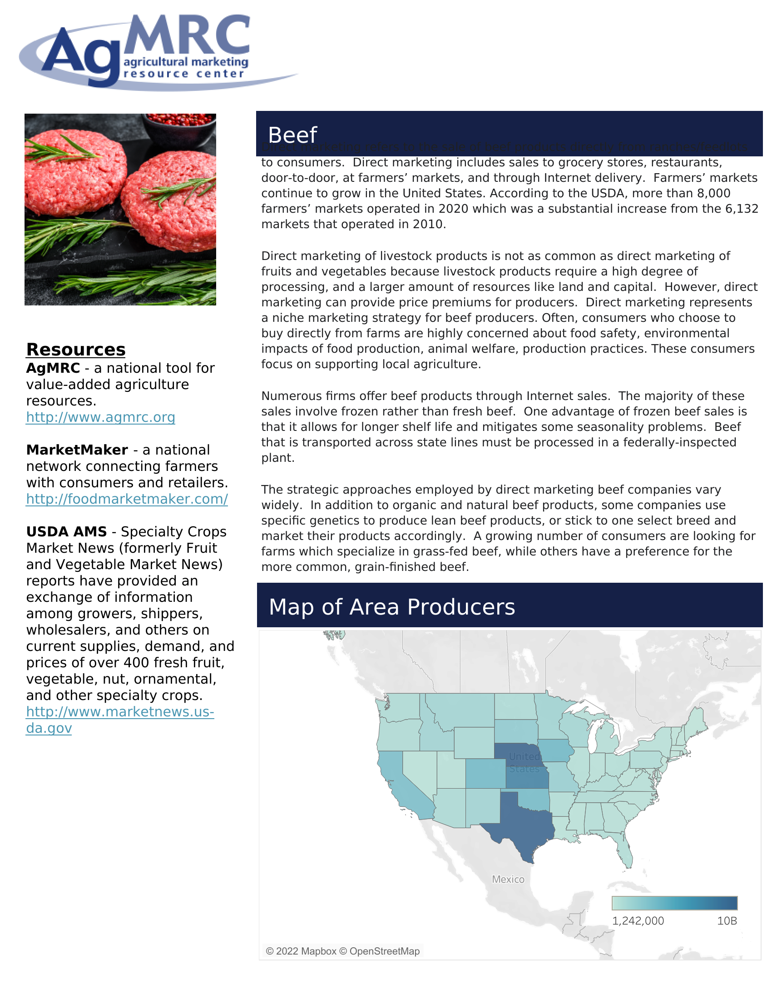 AgMRC
agricultural marketing
resource center
Beef
Direct marketing refers to the sale of beef products directly from ranches/feedlots
to consumers.  Direct marketing includes sales to grocery stores, restaurants,
door-to-door, at farmers’ markets, and through Internet delivery.  Farmers’ markets
continue to grow in the United States. According to the USDA, more than 8,000
farmers’ markets operated in 2020 which was a substantial increase from the 6,132
markets that operated in 2010.
Direct marketing of livestock products is not as common as direct marketing of
fruits and vegetables because livestock products require a high degree of
processing, and a larger amount of resources like land and capital.  However, direct
marketing can provide price premiums for producers.  Direct marketing represents
a niche marketing strategy for beef producers. Often, consumers who choose to
buy directly from farms are highly concerned about food safety, environmental
impacts of food production, animal welfare, production practices. These consumers
focus on supporting local agriculture.
Numerous firms offer beef products through Internet sales.  The majority of these
sales involve frozen rather than fresh beef.  One advantage of frozen beef sales is
that it allows for longer shelf life and mitigates some seasonality problems.  Beef
that is transported across state lines must be processed in a federally-inspected
plant.
The strategic approaches employed by direct marketing beef companies vary
widely.  In addition to organic and natural beef products, some companies use
specific genetics to produce lean beef products, or stick to one select breed and
market their products accordingly.  A growing number of consumers are looking for
farms which specialize in grass-fed beef, while others have a preference for the
more common, grain-finished beef.
Resources
AgMRC - a national tool for
value-added agriculture
resources.
http://www.agmrc.org
MarketMaker - a national
network connecting farmers
with consumers and retailers.
http://foodmarketmaker.com/
USDA AMS - Specialty Crops
Market News (formerly Fruit
and Vegetable Market News)
reports have provided an
exchange of information
among growers, shippers,
wholesalers, and others on
current supplies, demand, and
prices of over 400 fresh fruit,
vegetable, nut, ornamental,
and other specialty crops.
http://www.marketnews.us-
da.gov
Map of Area Producers
United
States
Mexico
1,242,000 10B
© 2022 Mapbox © OpenStreetMap